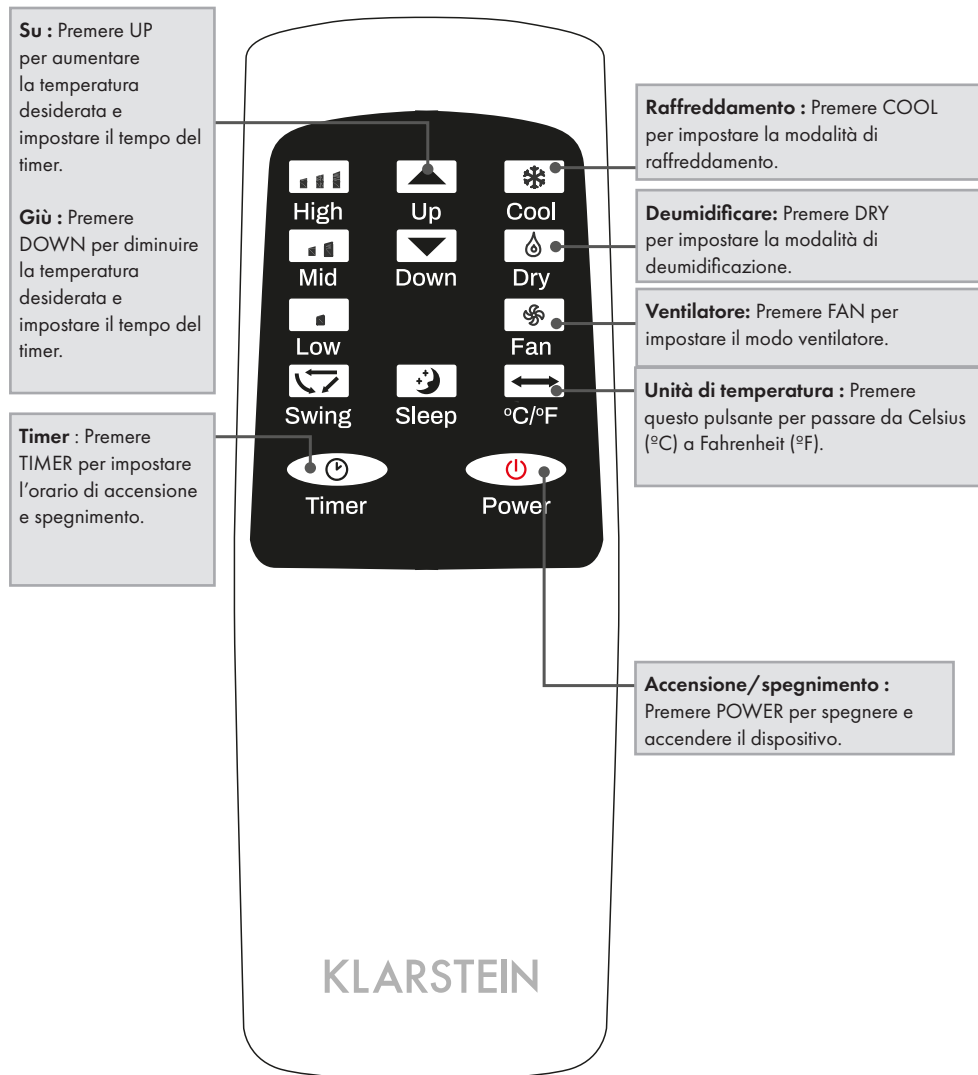 Su : Premere UP
per aumentare
la temperatura
desiderata e
impostare il tempo del
timer.
Giù : Premere
DOWN per diminuire
la temperatura
desiderata e
impostare il tempo del
timer.
Timer : Premere
TIMER per impostare
l'orario di accensione
e spegnimento.
High Up Cool
Mid Down Dry
Low Fan
Swing Sleep ºC/ºF
Timer Power
KLARSTEIN
Raffreddamento : Premere COOL
per impostare la modalità di
raffreddamento.
Deumidificare: Premere DRY
per impostare la modalità di
deumidificazione.
Ventilatore: Premere FAN per
impostare il modo ventilatore.
Unità di temperatura : Premere
questo pulsante per passare da Celsius
(ºC) a Fahrenheit (ºF).
Accensione/spegnimento :
Premere POWER per spegnere e
accendere il dispositivo.